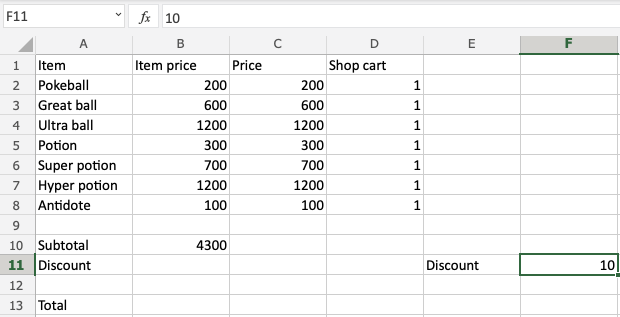 F11 fx 10
A B C D E F
1 Item Item price Price Shop cart
2 Pokeball 200 200 1
3 Great ball 600 600 1
4 Ultra ball 1200 1200 1
5 Potion 300 300 1
6 Super potion 700 700 1
7 Hyper potion 1200 1200 1
8 Antidote 100 100 1
9
10 Subtotal 4300
11 Discount Discount 10
12
13 Total